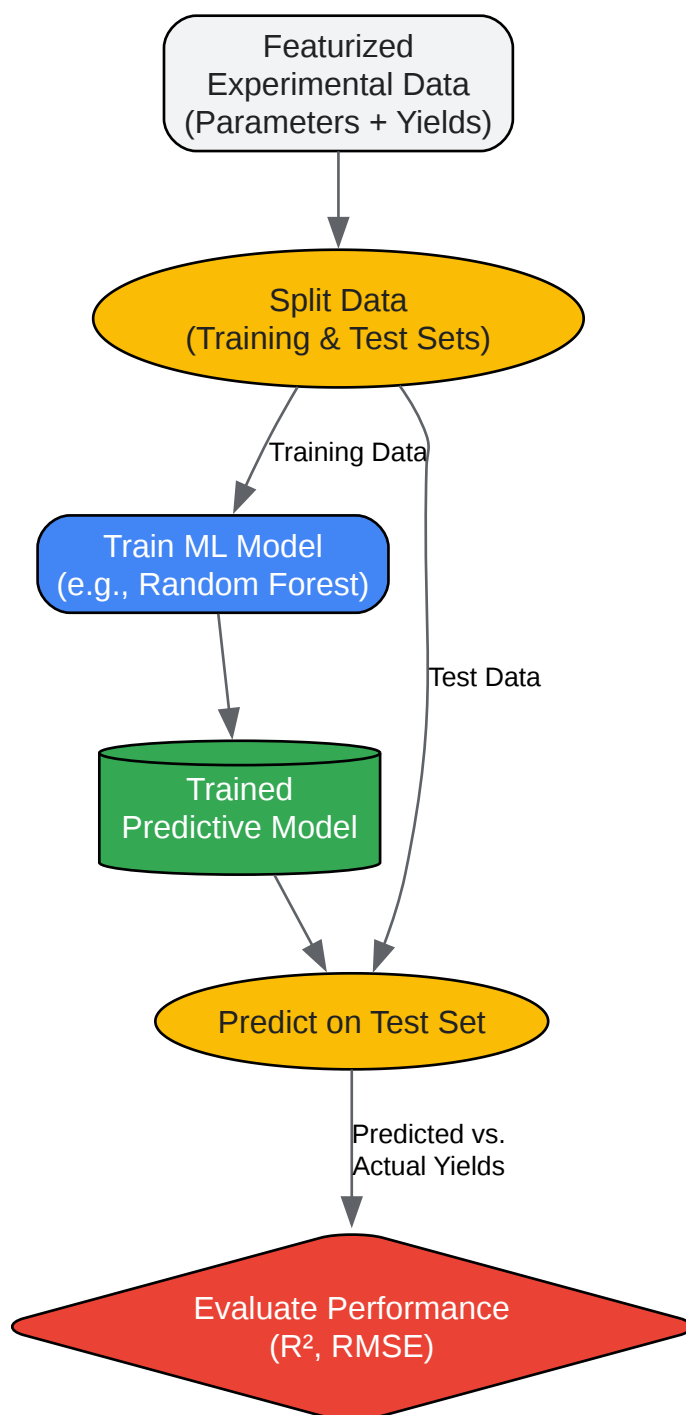 Featurized
Experimental Data
(Parameters + Yields)
Split Data
(Training & Test Sets)
Training Data
Train ML Model
(e.g., Random Forest)
Test Data
Trained
Predictive Model
Predict on Test Set
Predicted vs.
Actual Yields
Evaluate Performance
(R², RMSE)